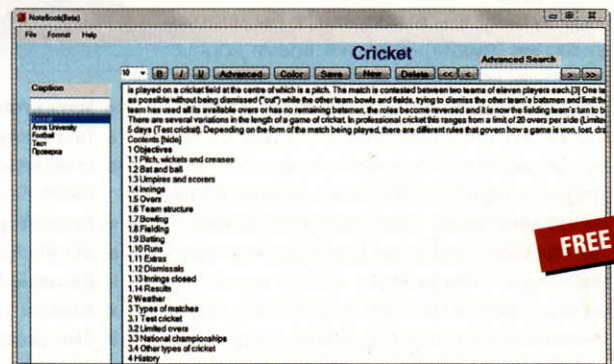 NoteBook(Beta)
File Format Help
Cricket
Advanced Search
10 B I U Advanced Color Save New Delete << < > >>
Caption
Cricket
Anna University
Football
Тест
Проверка
is played on a cricket field at the centre of which is a pitch. The match is contested between two teams of eleven players each.[3] One te
as possible without being dismissed ("out") while the other team bowls and fields, trying to dismiss the other team's batsmen and limit th
team has used all its available overs or has no remaining batsmen, the roles become reversed and it is now the fielding team's turn to b
There are several variations in the length of a game of cricket. In professional cricket this ranges from a limit of 20 overs per side (Limite
5 days (Test cricket). Depending on the form of the match being played, there are different rules that govern how a game is won, lost, dra
Contents [hide]
1 Objectives
1.1 Pitch, wickets and creases
1.2 Bat and ball
1.3 Umpires and scorers
1.4 Innings
1.5 Overs
1.6 Team structure
1.7 Bowling
1.8 Fielding
1.9 Batting
1.10 Runs
1.11 Extras
1.12 Dismissals
1.13 Innings closed
1.14 Results
2 Weather
3 Types of matches
3.1 Test cricket
3.2 Limited overs
3.3 National championships
3.4 Other types of cricket
4 History
FREE